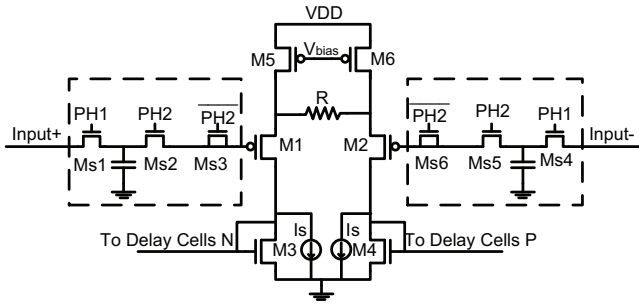 VDD
M5 Vbias M6
PH1 PH2 PH2 R PH2 PH2 PH1
Input+ Input-
M1 M2
Ms1 Ms2 Ms3 Ms6 Ms5 Ms4
Is Is
To Delay Cells N M3 M4 To Delay Cells P